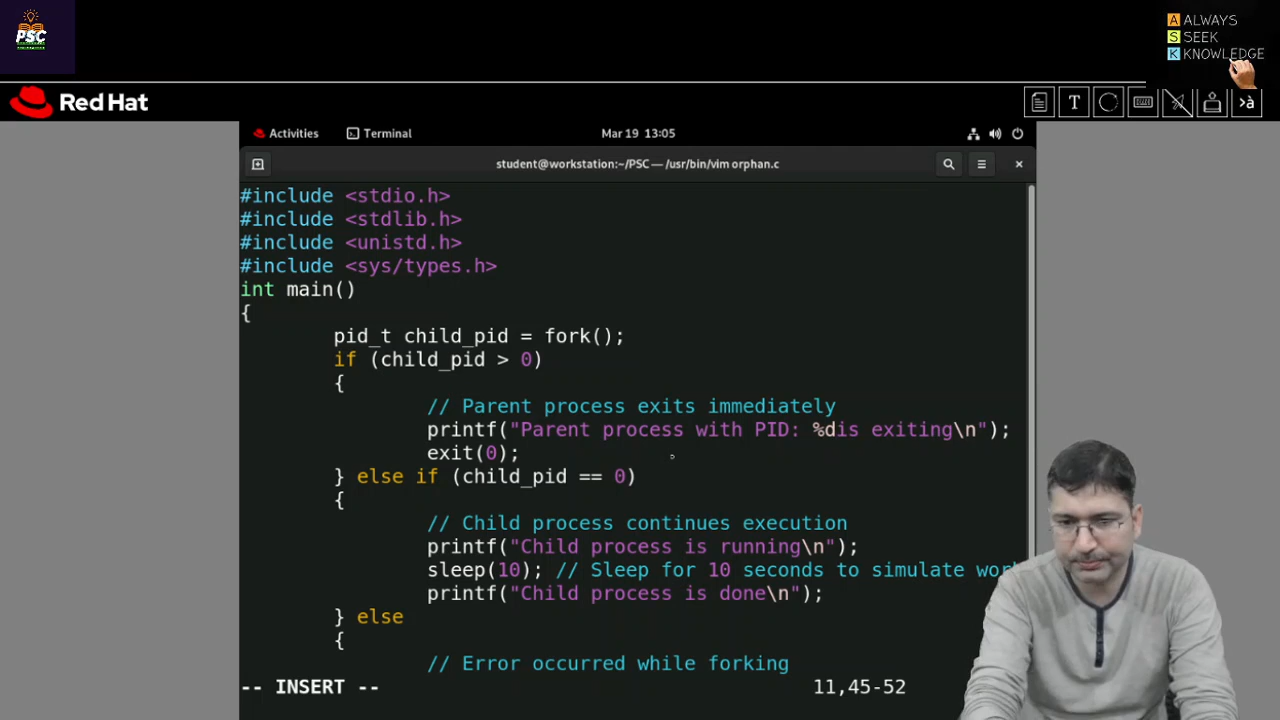 PSC
A ALWAYS
S SEEK
K KNOWLEDGE
Red Hat
T
›à
Activities
Terminal
Mar 19 13:05
student@workstation:~/PSC — /usr/bin/vim orphan.c
#include <stdio.h>
#include <stdlib.h>
#include <unistd.h>
#include <sys/types.h>
int main()
{
pid_t child_pid = fork();
if (child_pid > 0)
{
// Parent process exits immediately
printf("Parent process with PID: %dis exiting\n");
exit(0);
} else if (child_pid == 0)
{
// Child process continues execution
printf("Child process is running\n");
sleep(10); // Sleep for 10 seconds to simulate work
printf("Child process is done\n");
} else
{
// Error occurred while forking
-- INSERT --
11,45-52